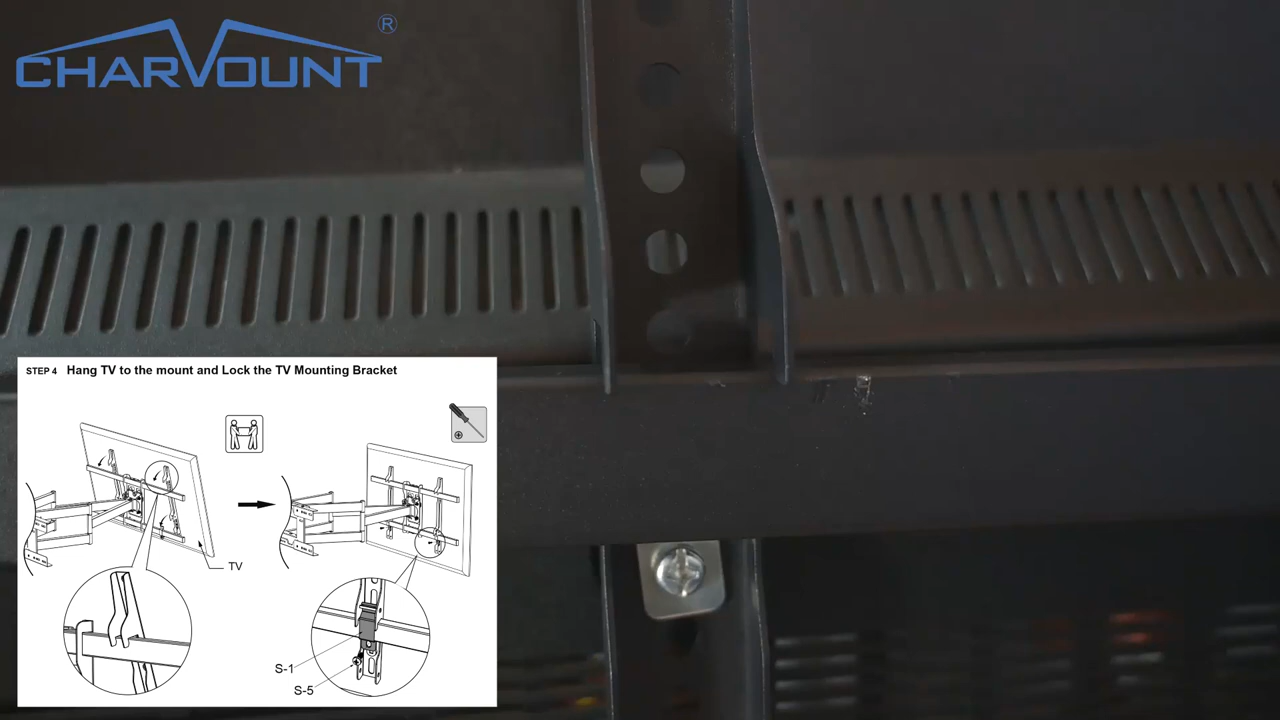 CHARVOUNT®
STEP 4 Hang TV to the mount and Lock the TV Mounting Bracket
TV
S-1
S-5